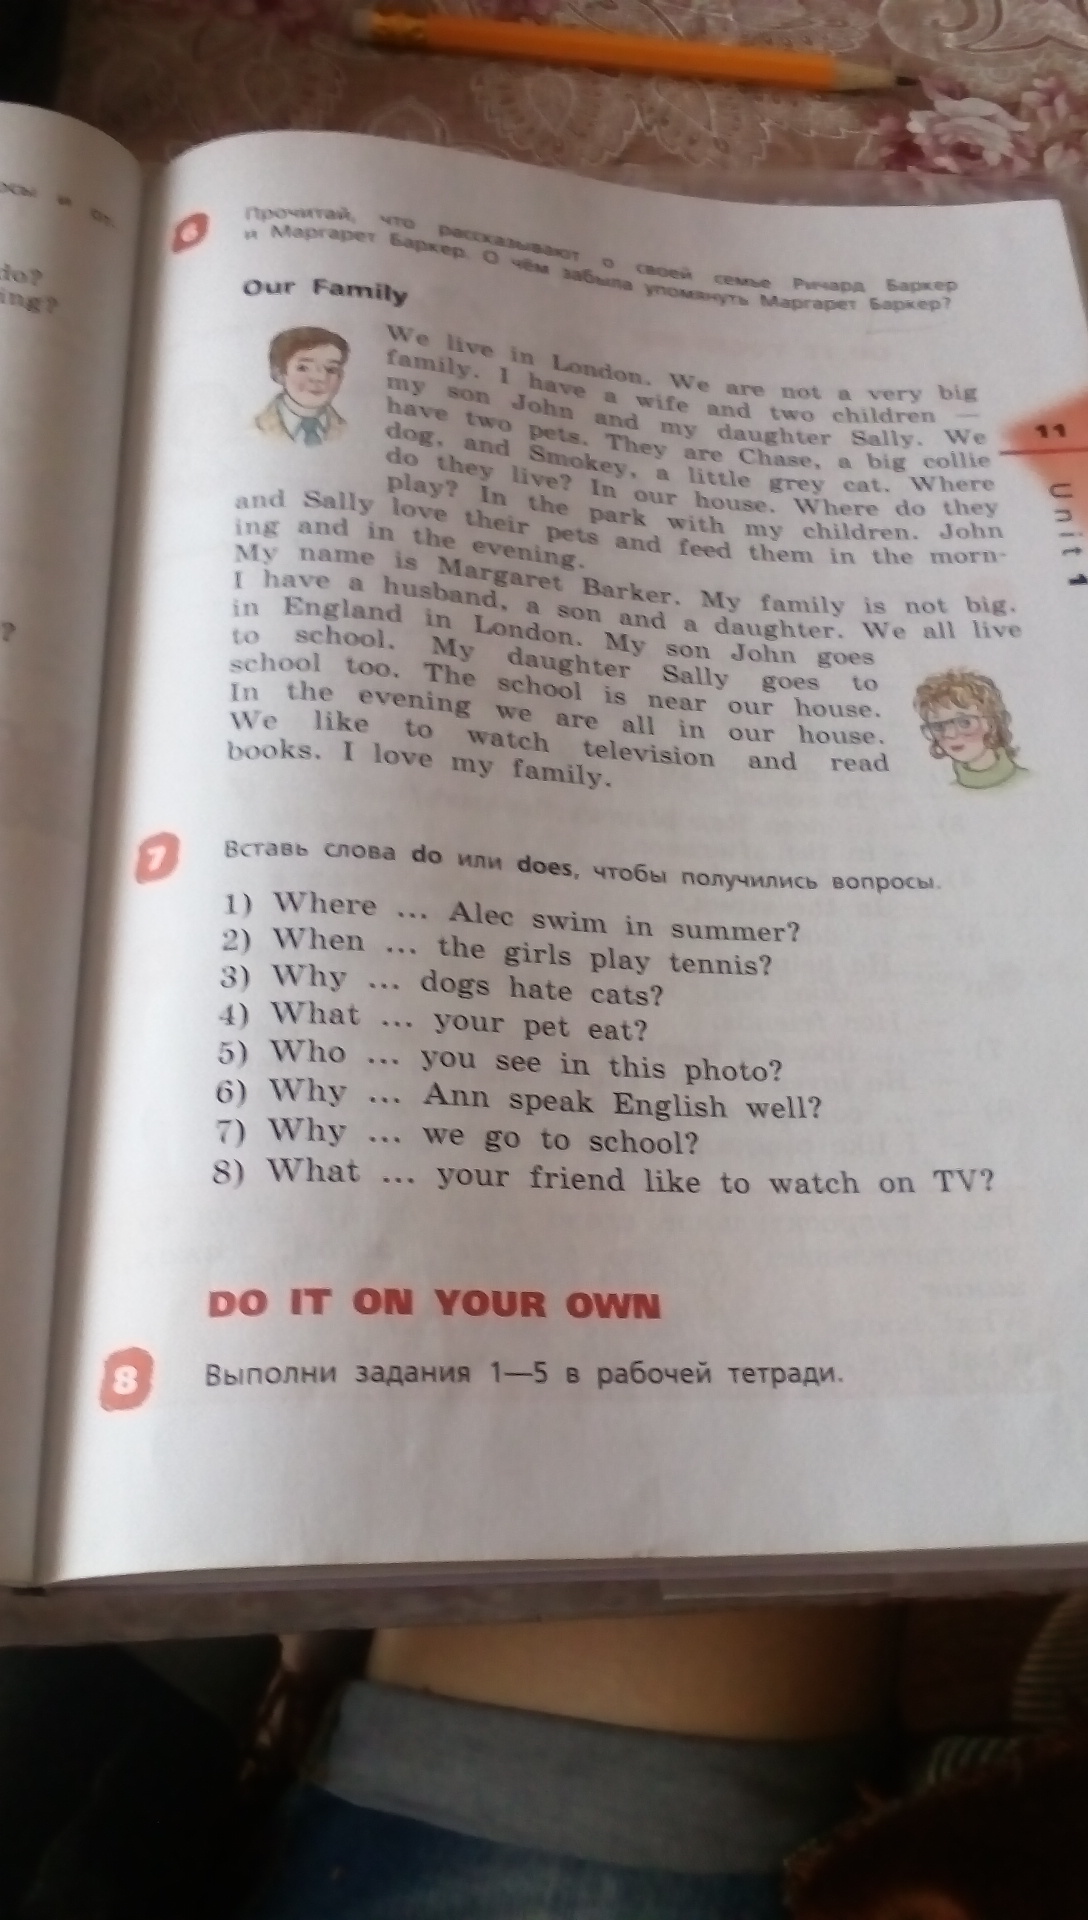 осы и от.
do?
ing?
?
6
Прочитай, что рассказывают о своей семье Ричард Баркер
и Маргарет Баркер. О чём забыла упомянуть Маргарет Баркер?
Our Family
We live in London. We are not a very big
family. I have a wife and two children —
my son John and my daughter Sally. We
have two pets. They are Chase, a big collie
dog, and Smokey, a little grey cat. Where
do they live? In our house. Where do they
play? In the park with my children. John
and Sally love their pets and feed them in the morn-
ing and in the evening.
My name is Margaret Barker. My family is not big.
I have a husband, a son and a daughter. We all live
in England in London. My son John goes
to school. My daughter Sally goes to
school too. The school is near our house.
In the evening we are all in our house.
We like to watch television and read
books. I love my family.
11
Unit 1
7
Вставь слова do или does, чтобы получились вопросы.
1) Where ... Alec swim in summer?
2) When ... the girls play tennis?
3) Why ... dogs hate cats?
4) What ... your pet eat?
5) Who ... you see in this photo?
6) Why ... Ann speak English well?
7) Why ... we go to school?
8) What ... your friend like to watch on TV?
DO IT ON YOUR OWN
8
Выполни задания 1—5 в рабочей тетради.